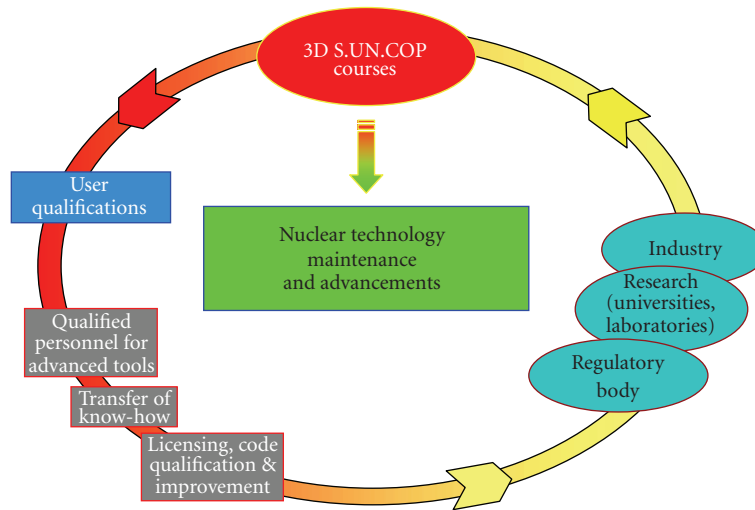 3D S.UN.COP
courses
User
qualifications
Nuclear technology
maintenance
and advancements
Industry
Research
(universities,
laboratories)
Regulatory
body
Qualified
personnel for
advanced tools
Transfer of
know-how
Licensing, code
qualification &
improvement